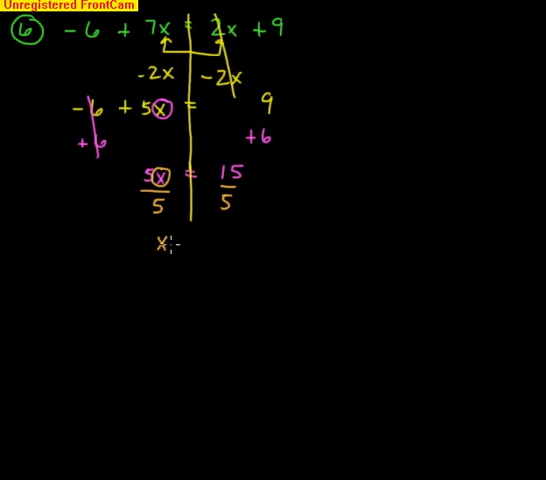 Unregistered FrontCam
6 -6 + 7x = 2x + 9
-2x -2x
-6 + 5x = 9
+6 +6
5x = 15
5 5
x =